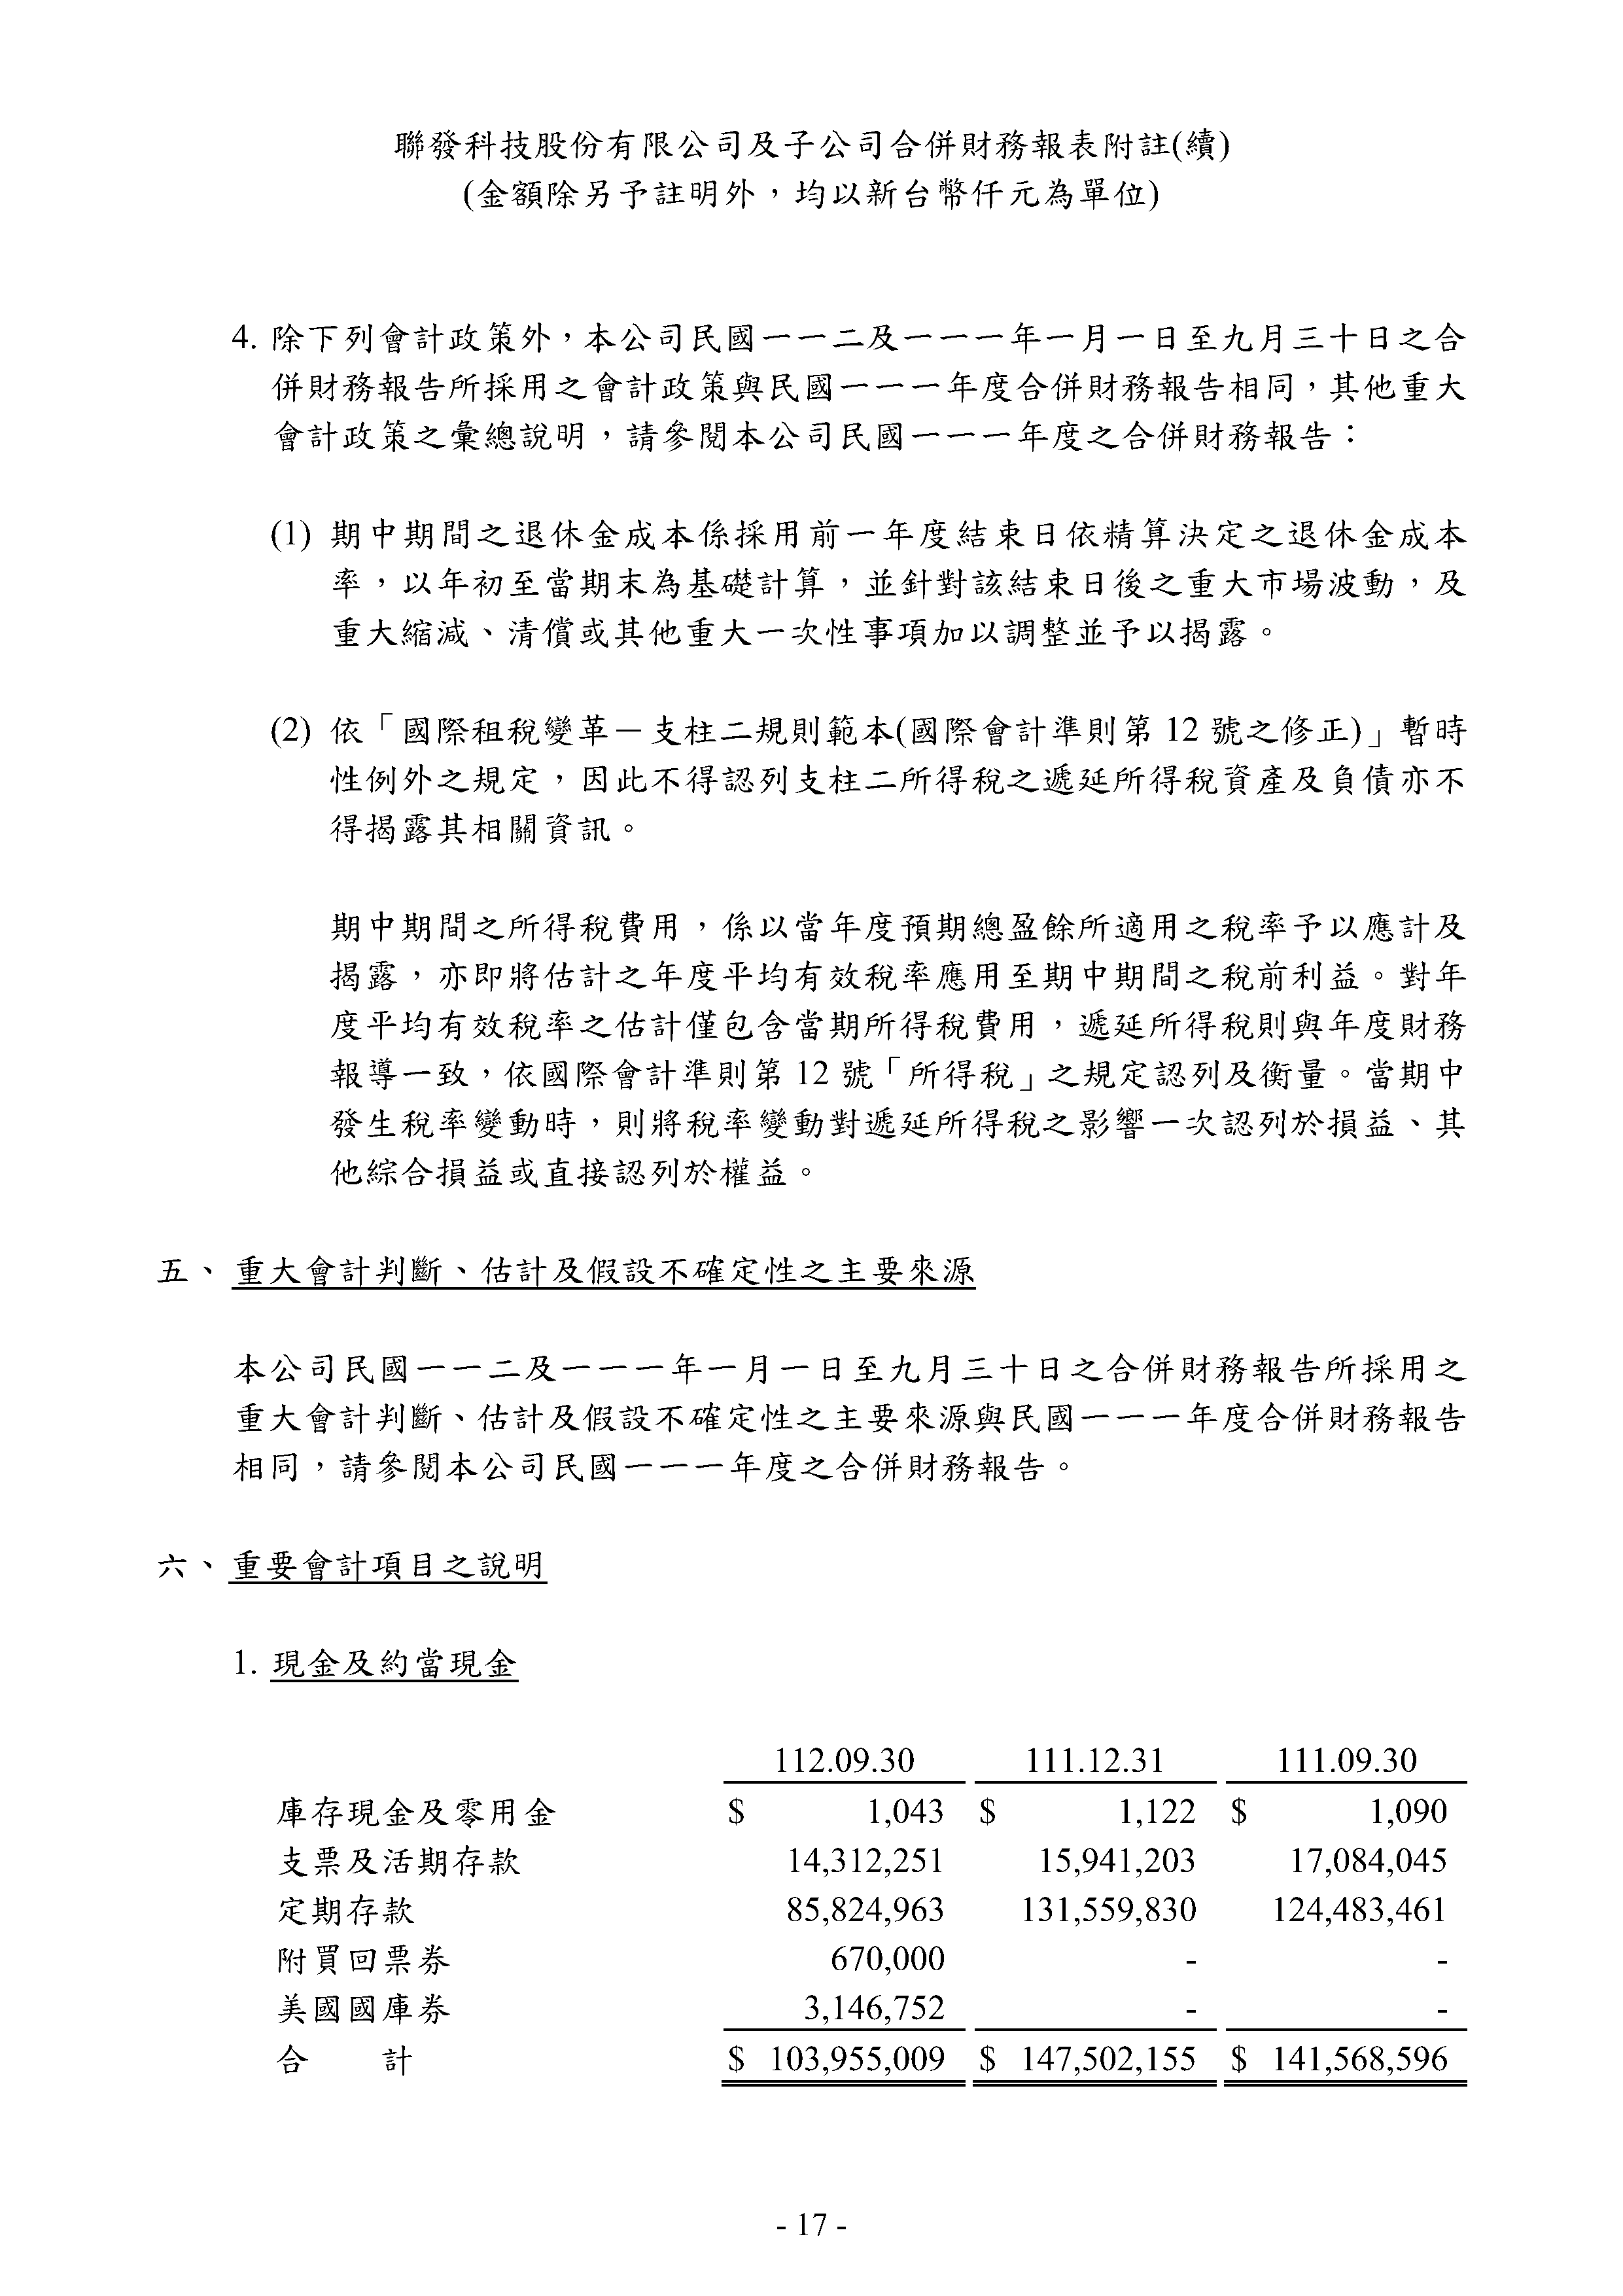 聯發科技股份有限公司及子公司合併財務報表附註(續)
(金額除另予註明外，均以新台幣仟元為單位)
4. 除下列會計政策外，本公司民國一一二及一一一年一月一日至九月三十日之合
併財務報告所採用之會計政策與民國一一一年度合併財務報告相同，其他重大
會計政策之彙總說明，請參閱本公司民國一一一年度之合併財務報告：
(1) 期中期間之退休金成本係採用前一年度結束日依精算決定之退休金成本
率，以年初至當期末為基礎計算，並針對該結束日後之重大市場波動，及
重大縮減、清償或其他重大一次性事項加以調整並予以揭露。
(2) 依「國際租稅變革－支柱二規則範本(國際會計準則第 12 號之修正)」暫時
性例外之規定，因此不得認列支柱二所得稅之遞延所得稅資產及負債亦不
得揭露其相關資訊。
期中期間之所得稅費用，係以當年度預期總盈餘所適用之稅率予以應計及
揭露，亦即將估計之年度平均有效稅率應用至期中期間之稅前利益。對年
度平均有效稅率之估計僅包含當期所得稅費用，遞延所得稅則與年度財務
報導一致，依國際會計準則第 12 號「所得稅」之規定認列及衡量。當期中
發生稅率變動時，則將稅率變動對遞延所得稅之影響一次認列於損益、其
他綜合損益或直接認列於權益。
五、重大會計判斷、估計及假設不確定性之主要來源
本公司民國一一二及一一一年一月一日至九月三十日之合併財務報告所採用之
重大會計判斷、估計及假設不確定性之主要來源與民國一一一年度合併財務報告
相同，請參閱本公司民國一一一年度之合併財務報告。
六、重要會計項目之說明
1. 現金及約當現金
112.09.30 111.12.31 111.09.30
庫存現金及零用金 $ 1,043 $ 1,122 $ 1,090
支票及活期存款 14,312,251 15,941,203 17,084,045
定期存款 85,824,963 131,559,830 124,483,461
附買回票券 670,000 - -
美國國庫券 3,146,752 - -
合 計 $ 103,955,009 $ 147,502,155 $ 141,568,596
- 17 -